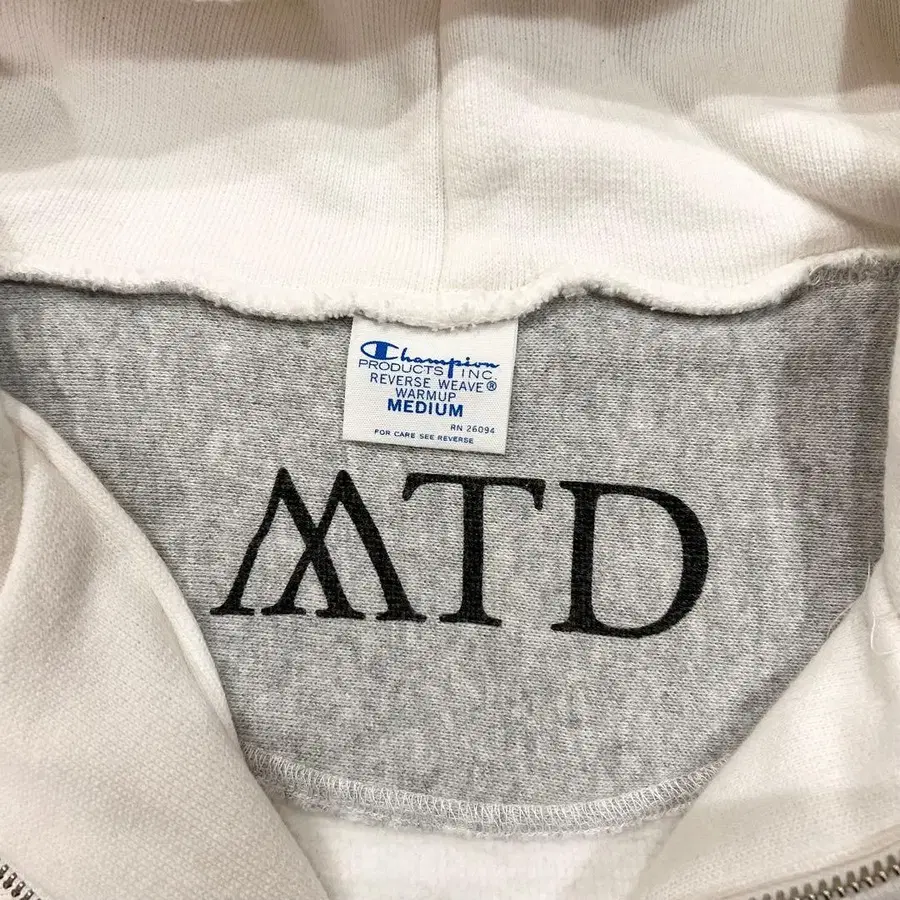 Champion
PRODUCTS INC.
REVERSE WEAVE®
WARMUP
MEDIUM
RN 26094
FOR CARE SEE REVERSE
MTD